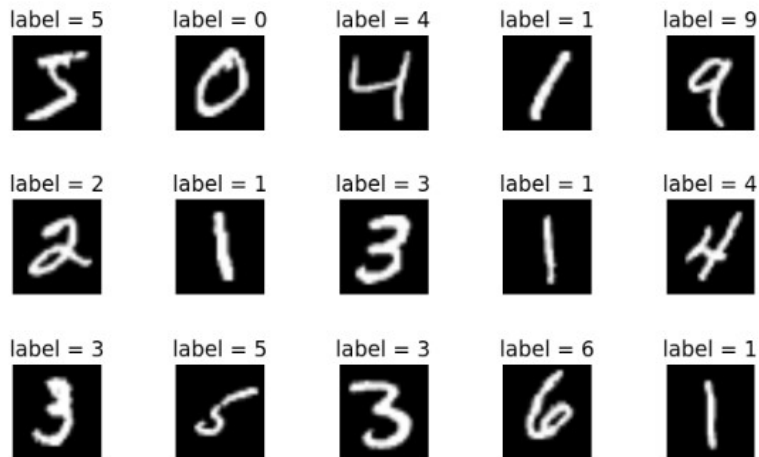 label = 5 label = 0 label = 4 label = 1 label = 9
5 0 4 1 9
label = 2 label = 1 label = 3 label = 1 label = 4
2 1 3 1 4
label = 3 label = 5 label = 3 label = 6 label = 1
3 5 3 6 1